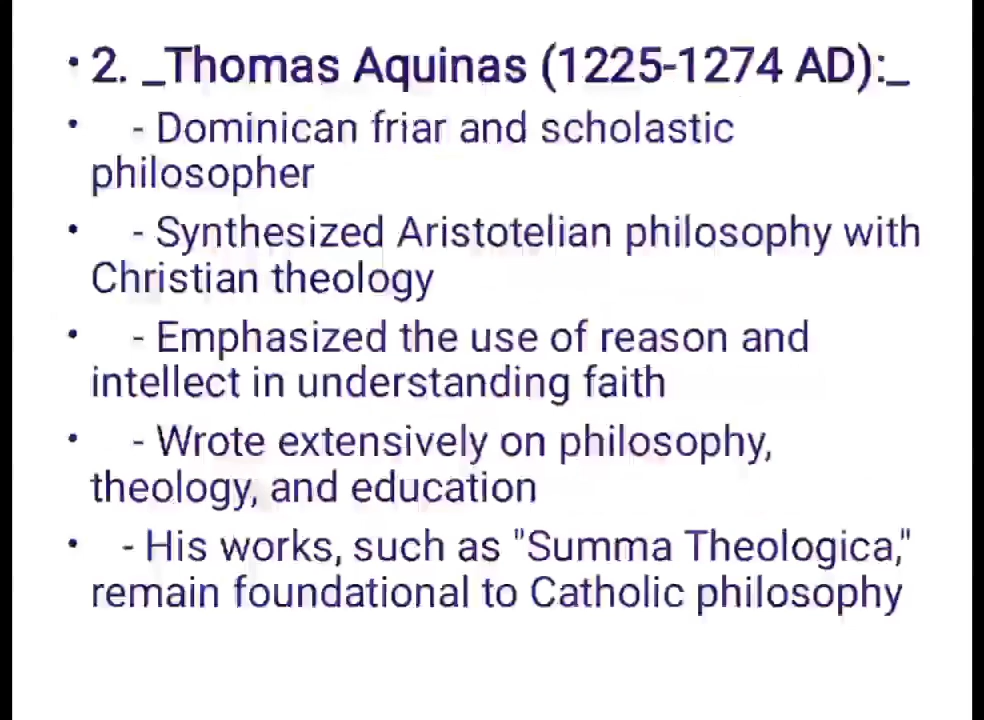 • 2. _Thomas Aquinas (1225-1274 AD):_
• - Dominican friar and scholastic
philosopher
• - Synthesized Aristotelian philosophy with
Christian theology
• - Emphasized the use of reason and
intellect in understanding faith
• - Wrote extensively on philosophy,
theology, and education
• - His works, such as "Summa Theologica,"
remain foundational to Catholic philosophy